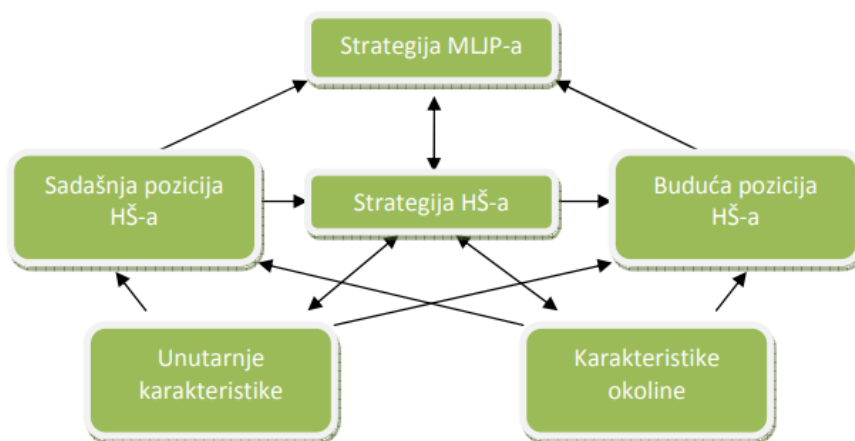 Strategija MLJP-a
Sadašnja pozicija
HŠ-a
Strategija HŠ-a
Buduća pozicija
HŠ-a
Unutarnje
karakteristike
Karakteristike
okoline